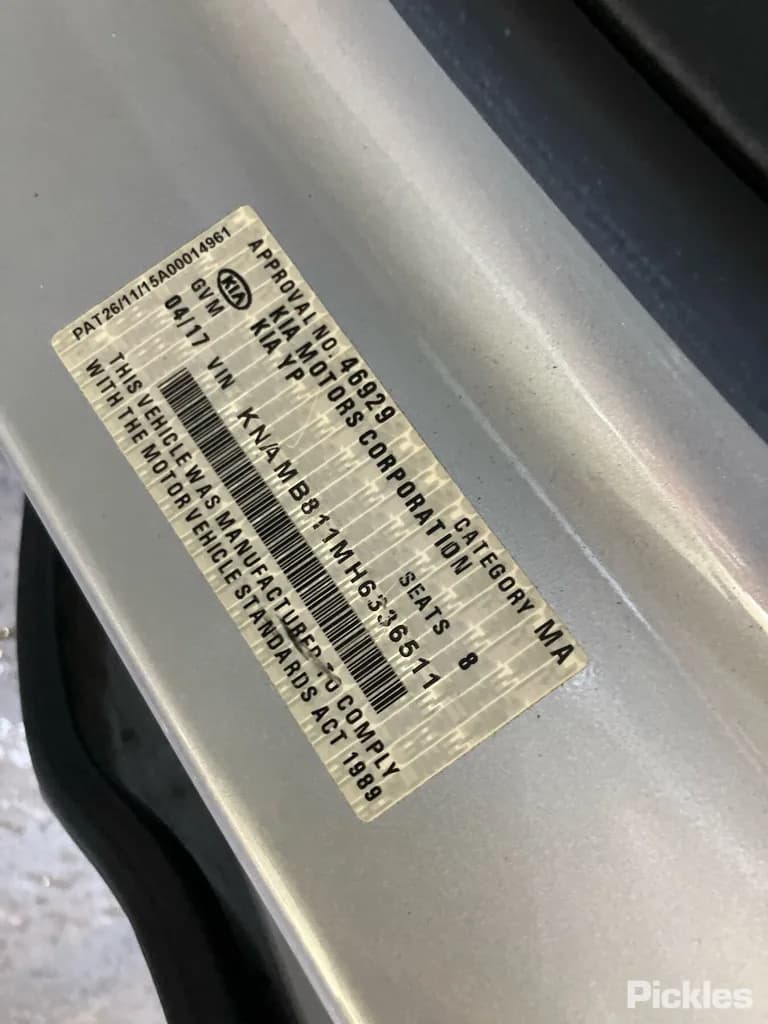 APPROVAL NO. 46929 CATEGORY MA
KIA KIA MOTORS CORPORATION
GVM KIA YP SEATS 8
04/17 VIN KNAMB811MH6336511
THIS VEHICLE WAS MANUFACTURED TO COMPLY
WITH THE MOTOR VEHICLE STANDARDS ACT 1989
PAT26/11/15A00014961
Pickles